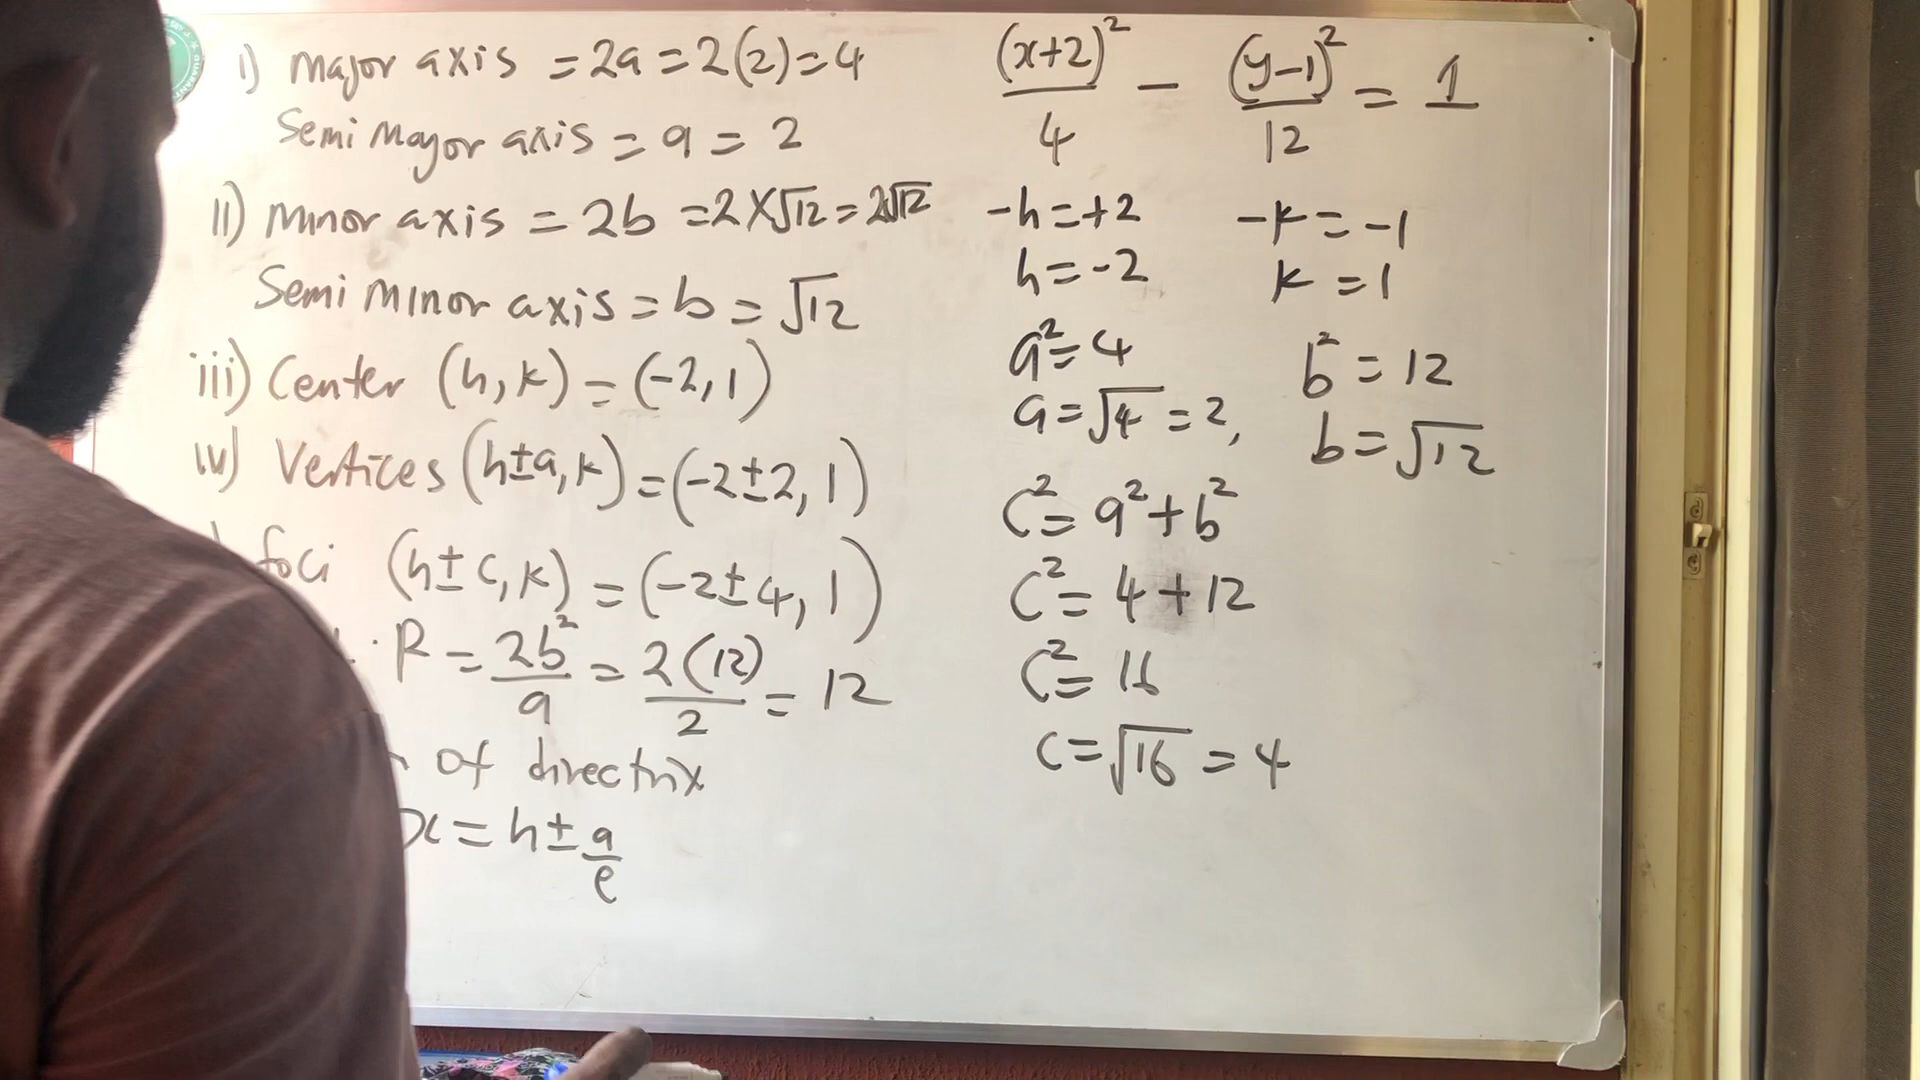 i) Major axis = 2a = 2(2) = 4
Semi Major axis = a = 2
ii) Minor axis = 2b = 2 × √12 = 2√12
Semi Minor axis = b = √12
iii) Center (h, k) = (-2, 1)
iv) Vertices (h±a, k) = (-2±2, 1)
foci (h±c, k) = (-2±4, 1)
. R = 2b²/a = 2(12)/2 = 12
of directrix
x = h ± a/e
(x+2)²/4 - (y-1)²/12 = 1
-h = +2 -k = -1
h = -2 k = 1
a² = 4 b² = 12
a = √4 = 2, b = √12
C² = a² + b²
C² = 4 + 12
C² = 16
C = √16 = 4